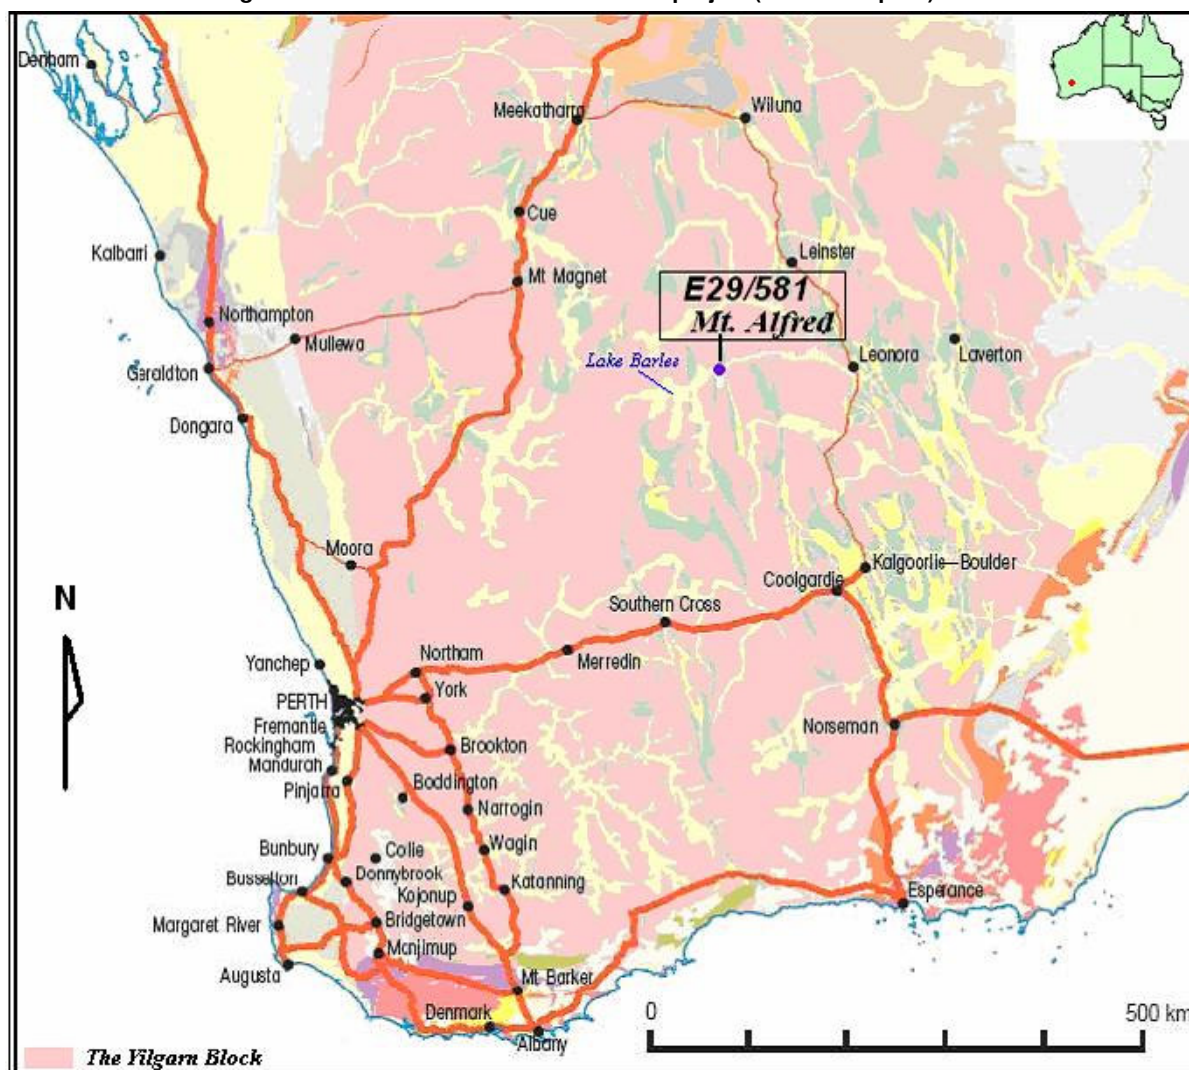 Denham
Meekatharra
Wiluna
Cue
Kalbarri
Leinster
Mt Magnet
E29/581
Mt. Alfred
Northampton
Mullewa
Lake Barlee
Leonora
Laverton
Geraldton
Dongara
Moora
Kalgoorlie-Boulder
Coolgardie
N
Southern Cross
Yanchep
Northam
Merredin
PERTH
York
Fremantle
Norseman
Rockingham
Brookton
Mandurah
Pinjarra
Boddington
Narrogin
Bunbury
Collie
Wagin
Busselton
Donnybrook
Kojonup
Katanning
Esperance
Margaret River
Bridgetown
Manjimup
Augusta
Mt Barker
Denmark
0
500 km
Albany
The Yilgarn Block